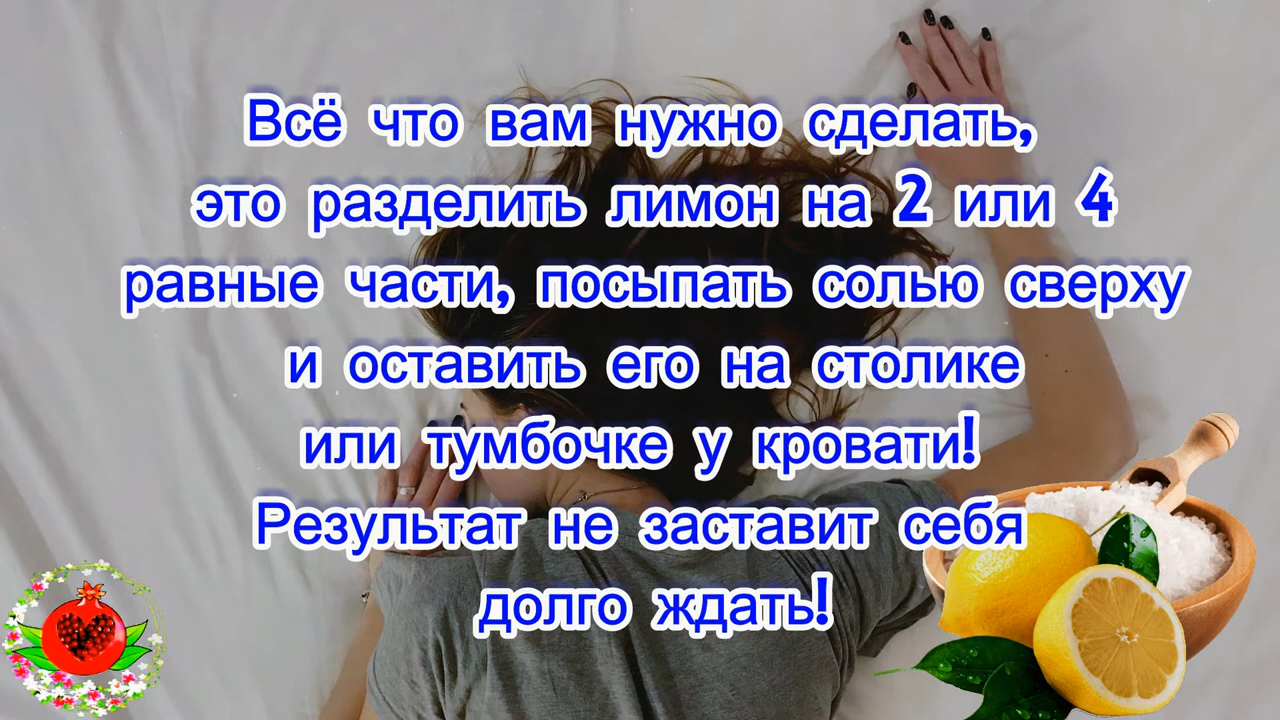 Всё что вам нужно сделать,
это разделить лимон на 2 или 4
равные части, посыпать солью сверху
и оставить его на столике
или тумбочке у кровати!
Результат не заставит себя
долго ждать!